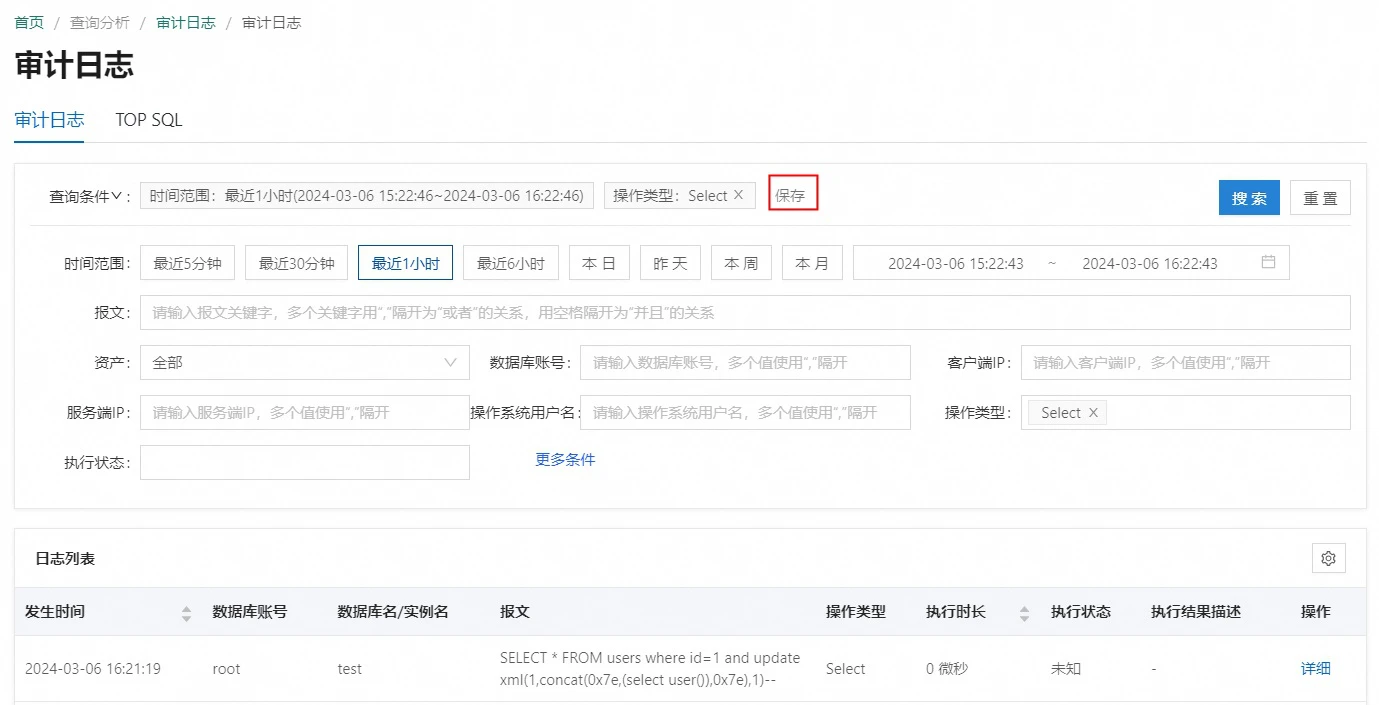 首页 / 查询分析 / 审计日志 / 审计日志
审计日志
审计日志 TOP SQL
查询条件 : 时间范围：最近1小时(2024-03-06 15:22:46~2024-03-06 16:22:46) 操作类型：Select × 保存 搜 索 重 置
时间范围: 最近5分钟 最近30分钟 最近1小时 最近6小时 本 日 昨 天 本 周 本 月 2024-03-06 15:22:43 ~ 2024-03-06 16:22:43
报文: 请输入报文关键字，多个关键字用","隔开为"或者"的关系，用空格隔开为"并且"的关系
资产: 全部 数据库账号: 请输入数据库账号，多个值使用","隔开 客户端IP: 请输入客户端IP，多个值使用","隔开
服务端IP: 请输入服务端IP，多个值使用","隔开 操作系统用户名: 请输入操作系统用户名，多个值使用","隔开 操作类型: Select ×
执行状态: 更多条件
日志列表
发生时间 数据库账号 数据库名/实例名 报文 操作类型 执行时长 执行状态 执行结果描述 操作
2024-03-06 16:21:19 root test SELECT * FROM users where id=1 and update Select 0 微秒 未知 - 详细
xml(1,concat(0x7e,(select user()),0x7e),1)--